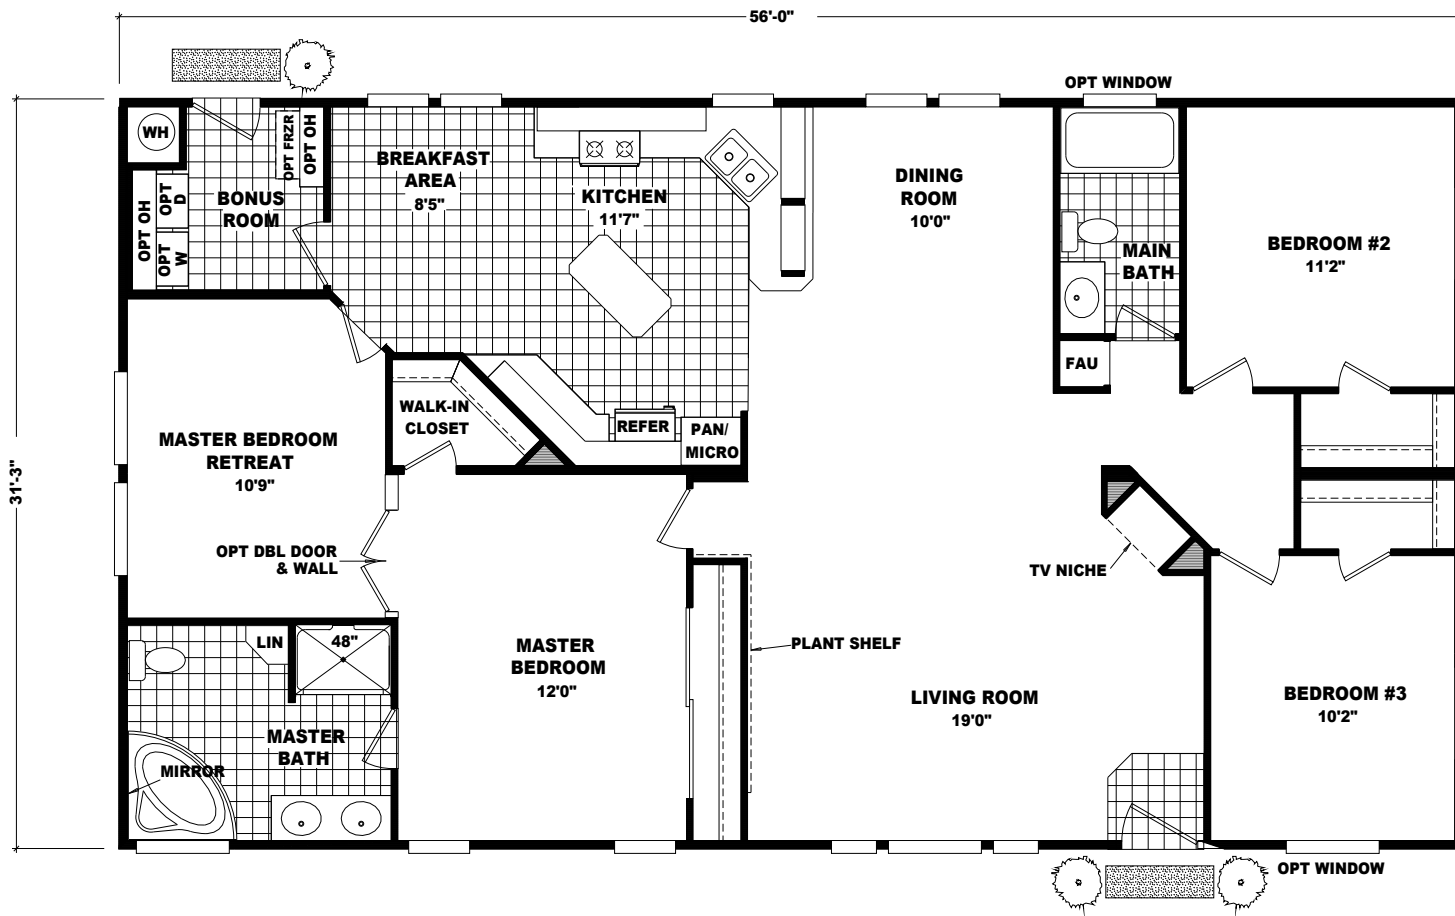 56'-0"
OPT WINDOW
WH
OPT FRZR
OPT OH
BREAKFAST
AREA
8'5"
KITCHEN
11'7"
DINING
ROOM
10'0"
BONUS
ROOM
OPT OH
OPT
D
OPT
W
MAIN
BATH
BEDROOM #2
11'2"
FAU
WALK-IN
CLOSET
REFER
PAN/
MICRO
MASTER BEDROOM
RETREAT
10'9"
31'-3"
OPT DBL DOOR
& WALL
TV NICHE
LIN
48"
MASTER
BEDROOM
12'0"
PLANT SHELF
LIVING ROOM
19'0"
BEDROOM #3
10'2"
MASTER
BATH
MIRROR
OPT WINDOW